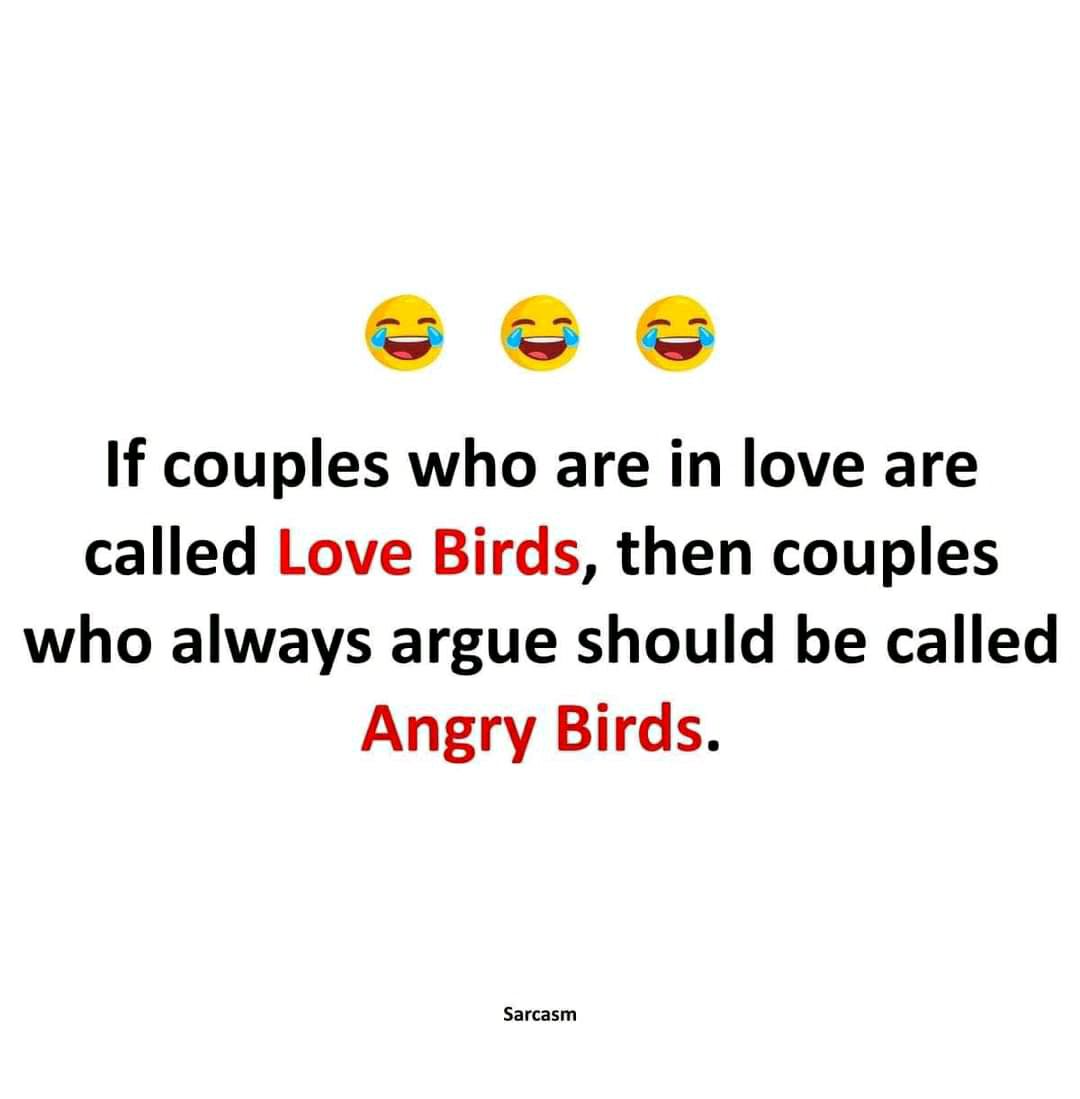 If couples who are in love are
called Love Birds, then couples
who always argue should be called
Angry Birds.
Sarcasm